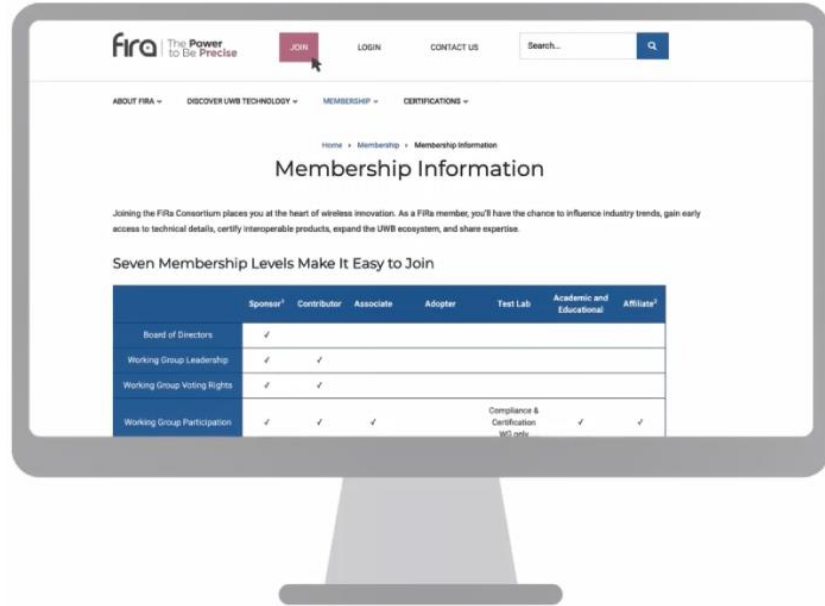 fira The Power
to Be Precise
JOIN
LOGIN
CONTACT US
Search...
ABOUT FIRA
DISCOVER UWB TECHNOLOGY
MEMBERSHIP
CERTIFICATIONS
Home > Membership > Membership Information
Membership Information
Joining the FiRa Consortium places you at the heart of wireless innovation. As a FiRa member, you'll have the chance to influence industry trends, gain early
access to technical details, certify interoperable products, expand the UWB ecosystem, and share expertise.
Seven Membership Levels Make It Easy to Join
Sponsor¹ Contributor Associate Adopter Test Lab Academic and Educational Affiliate²
Board of Directors ✓
Working Group Leadership ✓ ✓
Working Group Voting Rights ✓ ✓
Working Group Participation ✓ ✓ ✓ Compliance & Certification WG only ✓ ✓